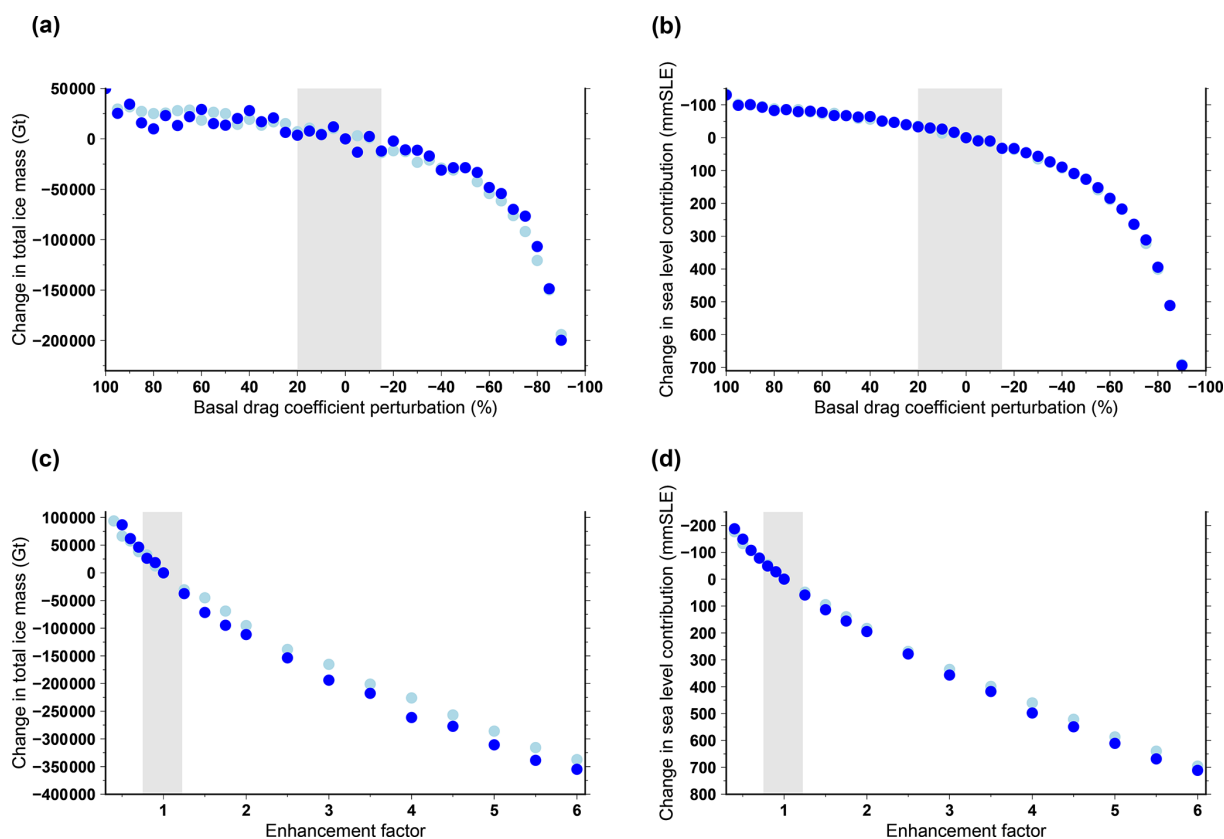 (a)
Change in total ice mass (Gt)
50000
0
−50000
−100000
−150000
−200000
100 80 60 40 20 0 −20 −40 −60 −80 −100
Basal drag coefficient perturbation (%)
(b)
Change in sea level contribution (mmSLE)
−100
0
100
200
300
400
500
600
700
100 80 60 40 20 0 −20 −40 −60 −80 −100
Basal drag coefficient perturbation (%)
(c)
Change in total ice mass (Gt)
100000
50000
0
−50000
−100000
−150000
−200000
−250000
−300000
−350000
−400000
1 2 3 4 5 6
Enhancement factor
(d)
Change in sea level contribution (mmSLE)
−200
−100
0
100
200
300
400
500
600
700
800
1 2 3 4 5 6
Enhancement factor